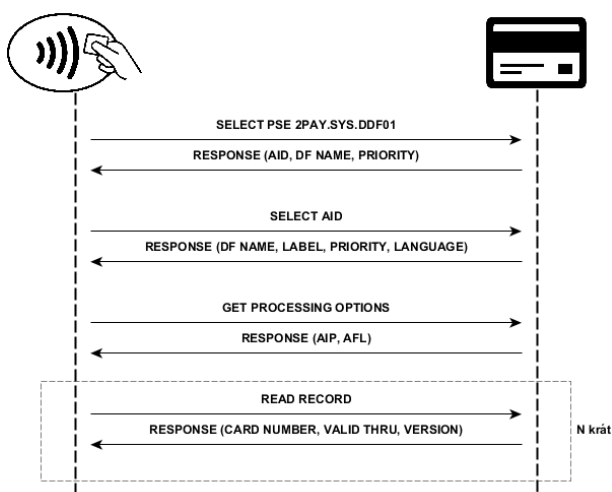 SELECT PSE 2PAY.SYS.DDF01
RESPONSE (AID, DF NAME, PRIORITY)
SELECT AID
RESPONSE (DF NAME, LABEL, PRIORITY, LANGUAGE)
GET PROCESSING OPTIONS
RESPONSE (AIP, AFL)
READ RECORD
RESPONSE (CARD NUMBER, VALID THRU, VERSION)
N krát